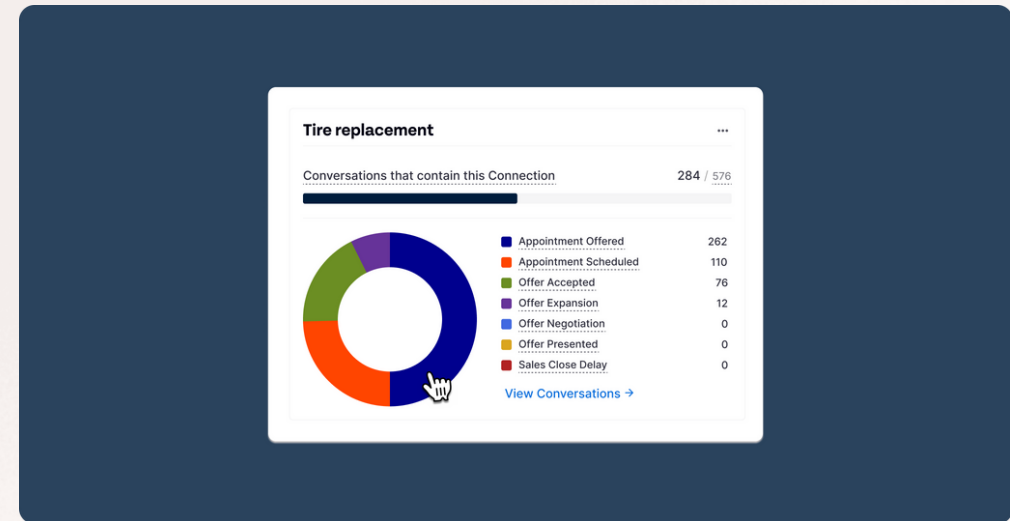 Tire replacement ...
Conversations that contain this Connection 284 / 576
Appointment Offered 262
Appointment Scheduled 110
Offer Accepted 76
Offer Expansion 12
Offer Negotiation 0
Offer Presented 0
Sales Close Delay 0
View Conversations →